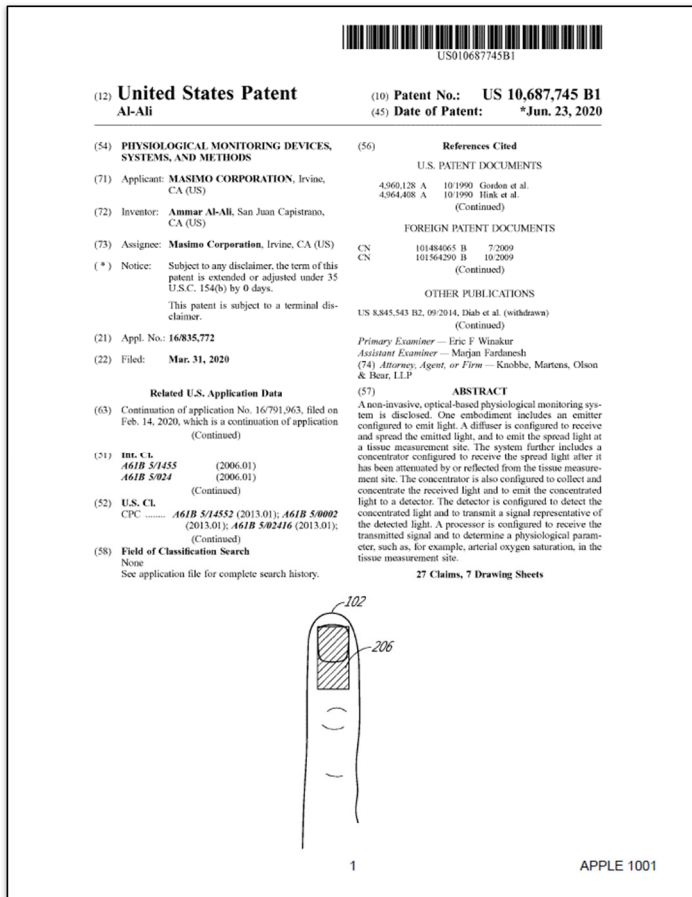 US010687745B1
(12) United States Patent
Al-Ali
(10) Patent No.: US 10,687,745 B1
(45) Date of Patent: *Jun. 23, 2020
(54) PHYSIOLOGICAL MONITORING DEVICES,
SYSTEMS, AND METHODS
(71) Applicant: MASIMO CORPORATION, Irvine,
CA (US)
(72) Inventor: Ammar Al-Ali, San Juan Capistrano,
CA (US)
(73) Assignee: Masimo Corporation, Irvine, CA (US)
( * ) Notice: Subject to any disclaimer, the term of this
patent is extended or adjusted under 35
U.S.C. 154(b) by 0 days.
This patent is subject to a terminal dis-
claimer.
(21) Appl. No.: 16/835,772
(22) Filed: Mar. 31, 2020
Related U.S. Application Data
(63) Continuation of application No. 16/791,963, filed on
Feb. 14, 2020, which is a continuation of application
(Continued)
(51) Int. Cl.
A61B 5/1455 (2006.01)
A61B 5/024 (2006.01)
(Continued)
(52) U.S. Cl.
CPC ........ A61B 5/14552 (2013.01); A61B 5/0002
(2013.01); A61B 5/02416 (2013.01);
(Continued)
(58) Field of Classification Search
None
See application file for complete search history.
(56) References Cited
U.S. PATENT DOCUMENTS
4,960,128 A 10/1990 Gordon et al.
4,964,408 A 10/1990 Hink et al.
(Continued)
FOREIGN PATENT DOCUMENTS
CN 101484065 B 7/2009
CN 101564290 B 10/2009
(Continued)
OTHER PUBLICATIONS
US 8,845,543 B2, 09/2014, Diab et al. (withdrawn)
(Continued)
Primary Examiner — Eric F Winakur
Assistant Examiner — Marjan Fardanesh
(74) Attorney, Agent, or Firm — Knobbe, Martens, Olson
& Bear, LLP
(57) ABSTRACT
A non-invasive, optical-based physiological monitoring sys-
tem is disclosed. One embodiment includes an emitter
configured to emit light. A diffuser is configured to receive
and spread the emitted light, and to emit the spread light at
a tissue measurement site. The system further includes a
concentrator configured to receive the spread light after it
has been attenuated by or reflected from the tissue measure-
ment site. The concentrator is also configured to collect and
concentrate the received light and to emit the concentrated
light to a detector. The detector is configured to detect the
concentrated light and to transmit a signal representative of
the detected light. A processor is configured to receive the
transmitted signal and to determine a physiological param-
eter, such as, for example, arterial oxygen saturation, in the
tissue measurement site.
27 Claims, 7 Drawing Sheets
102
206
1
APPLE 1001